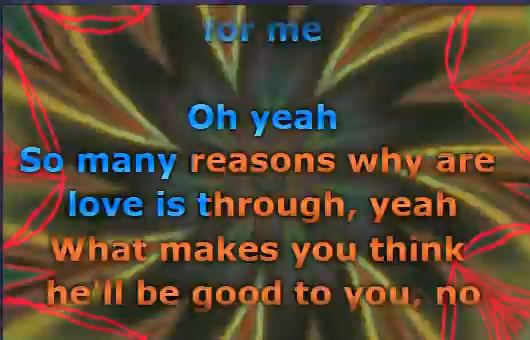 for me
Oh yeah
So many reasons why are
love is through, yeah
What makes you think
he'll be good to you, no